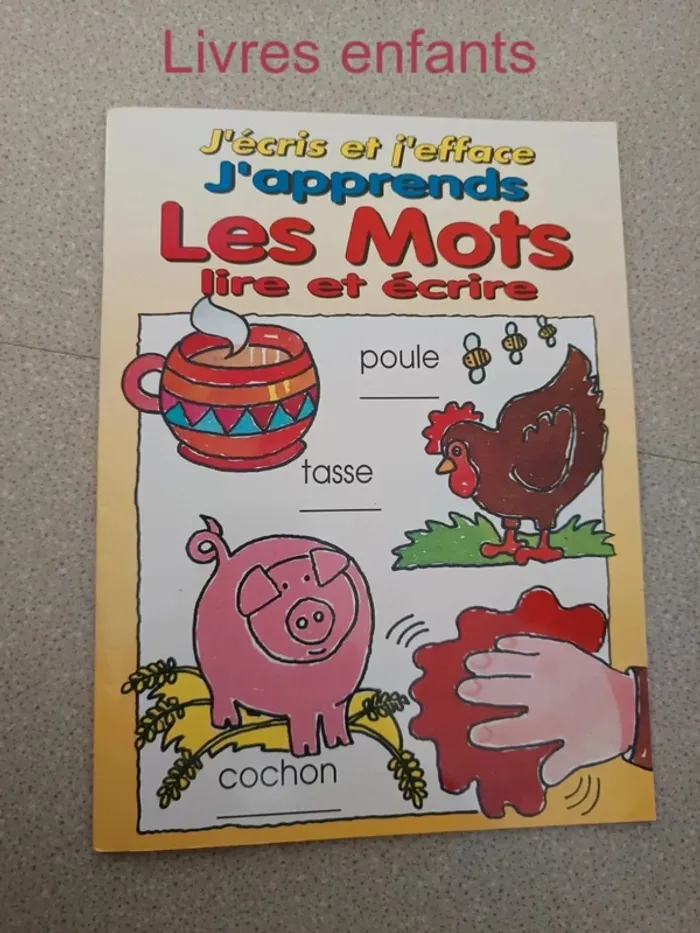 Livres enfants
J'écris et j'efface
J'apprends
Les Mots
lire et écrire
poule
tasse
cochon